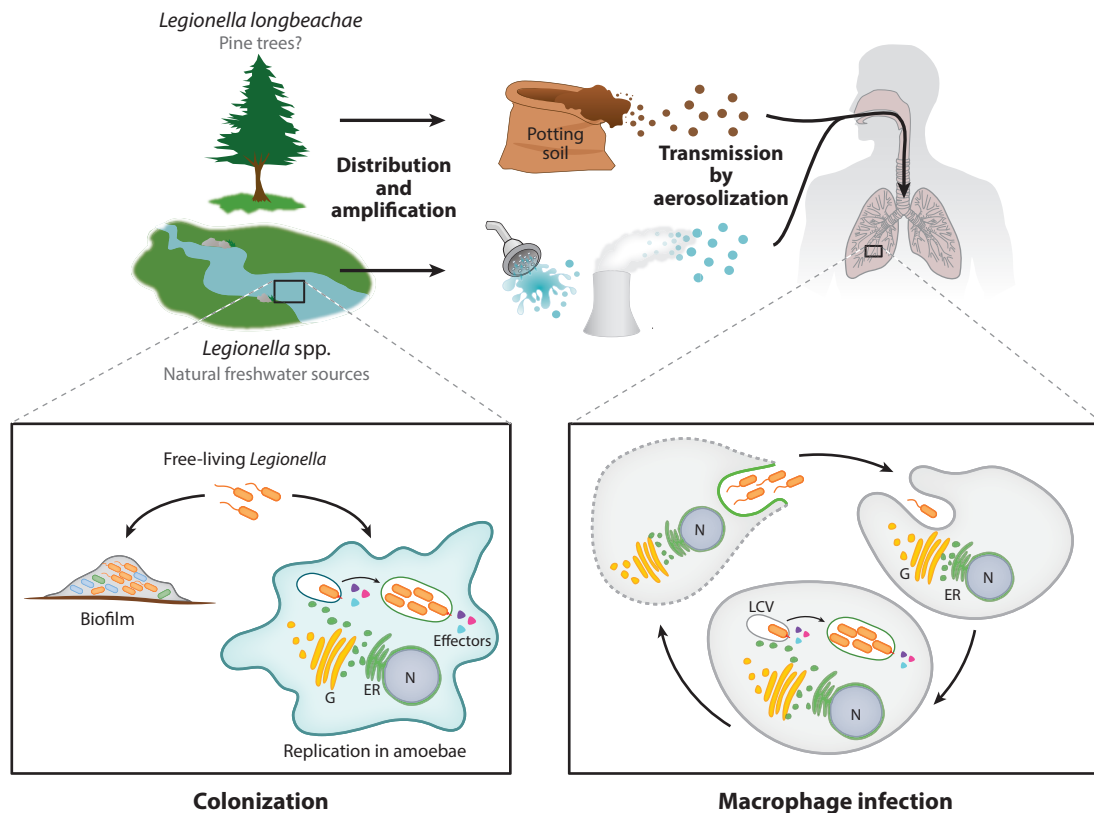 Legionella longbeachae
Pine trees?
Distribution
and
amplification
Potting
soil
Transmission
by
aerosolization
Legionella spp.
Natural freshwater sources
Free-living Legionella
Biofilm
Effectors
G
ER
N
Replication in amoebae
Colonization
N
G
ER
N
LCV
N
Macrophage infection